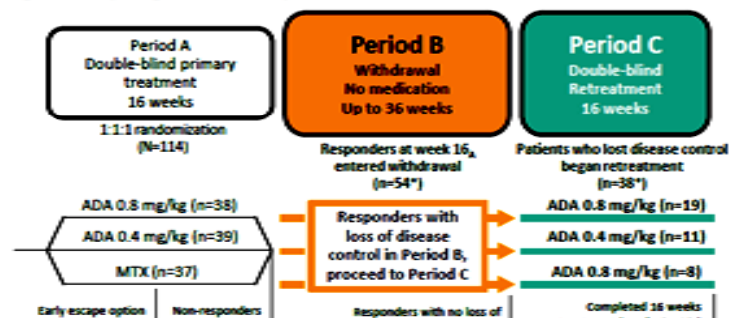 Period A
Double-blind primary
treatment
16 weeks
1:1:1 randomization
(N=114)
Period B
Withdrawal
No medication
Up to 36 weeks
Responders at week 16A,
entered withdrawal
(n=54*)
Period C
Double-blind
Retreatment
16 weeks
Patients who lost disease control
began retreatment
(n=38*)
ADA 0.8 mg/kg (n=38)
ADA 0.4 mg/kg (n=39)
MTX (n=37)
Responders with
loss of disease
control in Period B,
proceed to Period C
ADA 0.8 mg/kg (n=19)
ADA 0.4 mg/kg (n=11)
ADA 0.8 mg/kg (n=8)
Early escape option
Non-responders
Responders with no loss of
Completed 16 weeks